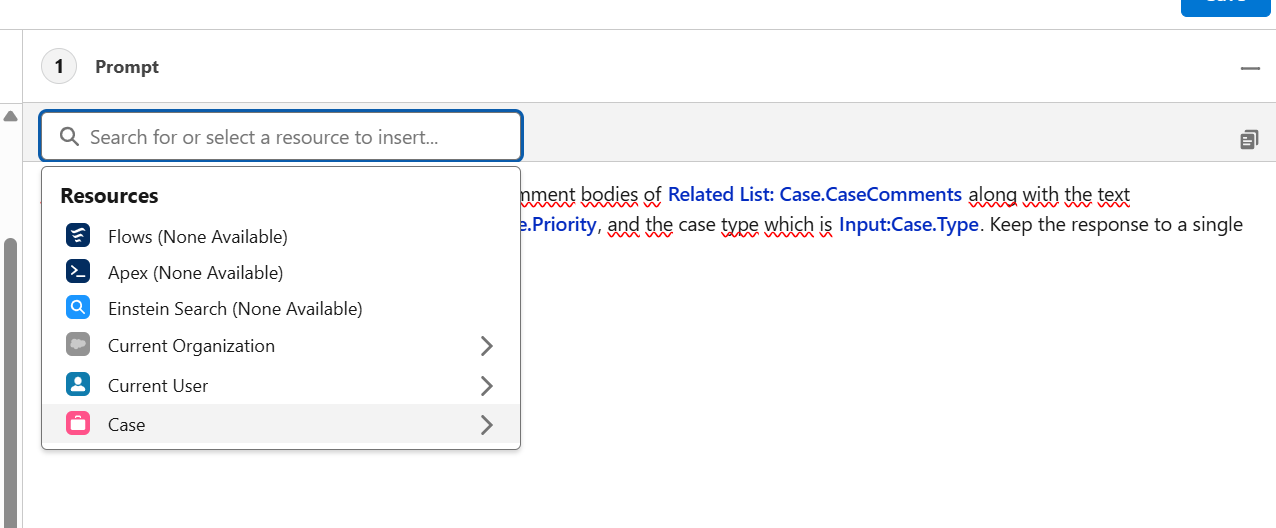 1 Prompt
Search for or select a resource to insert...
Resources
bodies of Related List: Case.CaseComments along with the text
.Priority, and the case type which is Input:Case.Type. Keep the response to a single
Flows (None Available)
Apex (None Available)
Einstein Search (None Available)
Current Organization
Current User
Case